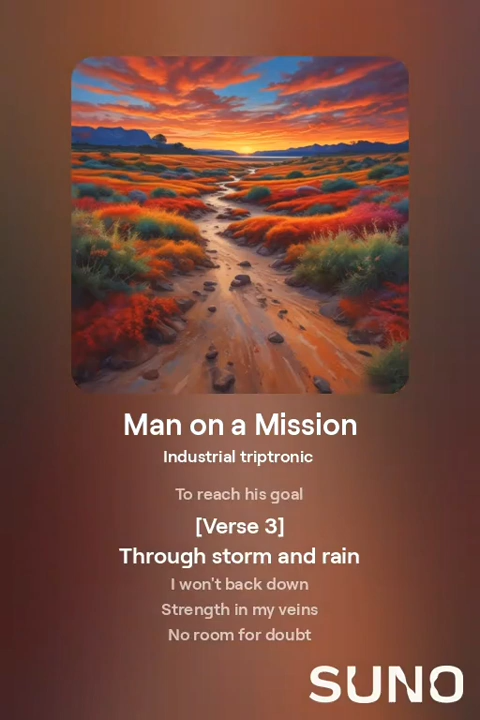 Man on a Mission
Industrial triptronic
To reach his goal
[Verse 3]
Through storm and rain
I won't back down
Strength in my veins
No room for doubt
SUNO